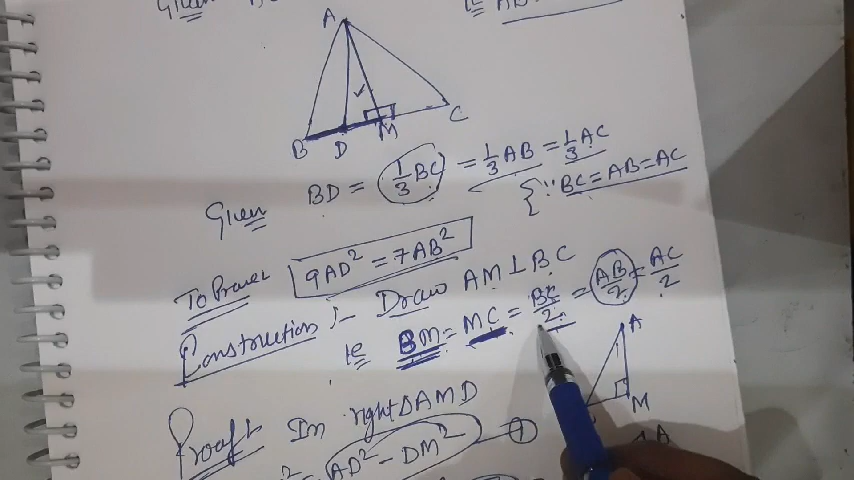 Given
A
B D M C
Given BD = 1/3 BC = 1/3 AB = 1/3 AC
{∵ BC = AB = AC
To Prove 9AD² = 7AB²
Construction :- Draw AM ⊥ BC
ie BM = MC = BC/2 = AB/2 = AC/2
A
M
Proof In right ΔAMD
² = AD² - DM² - ①
A